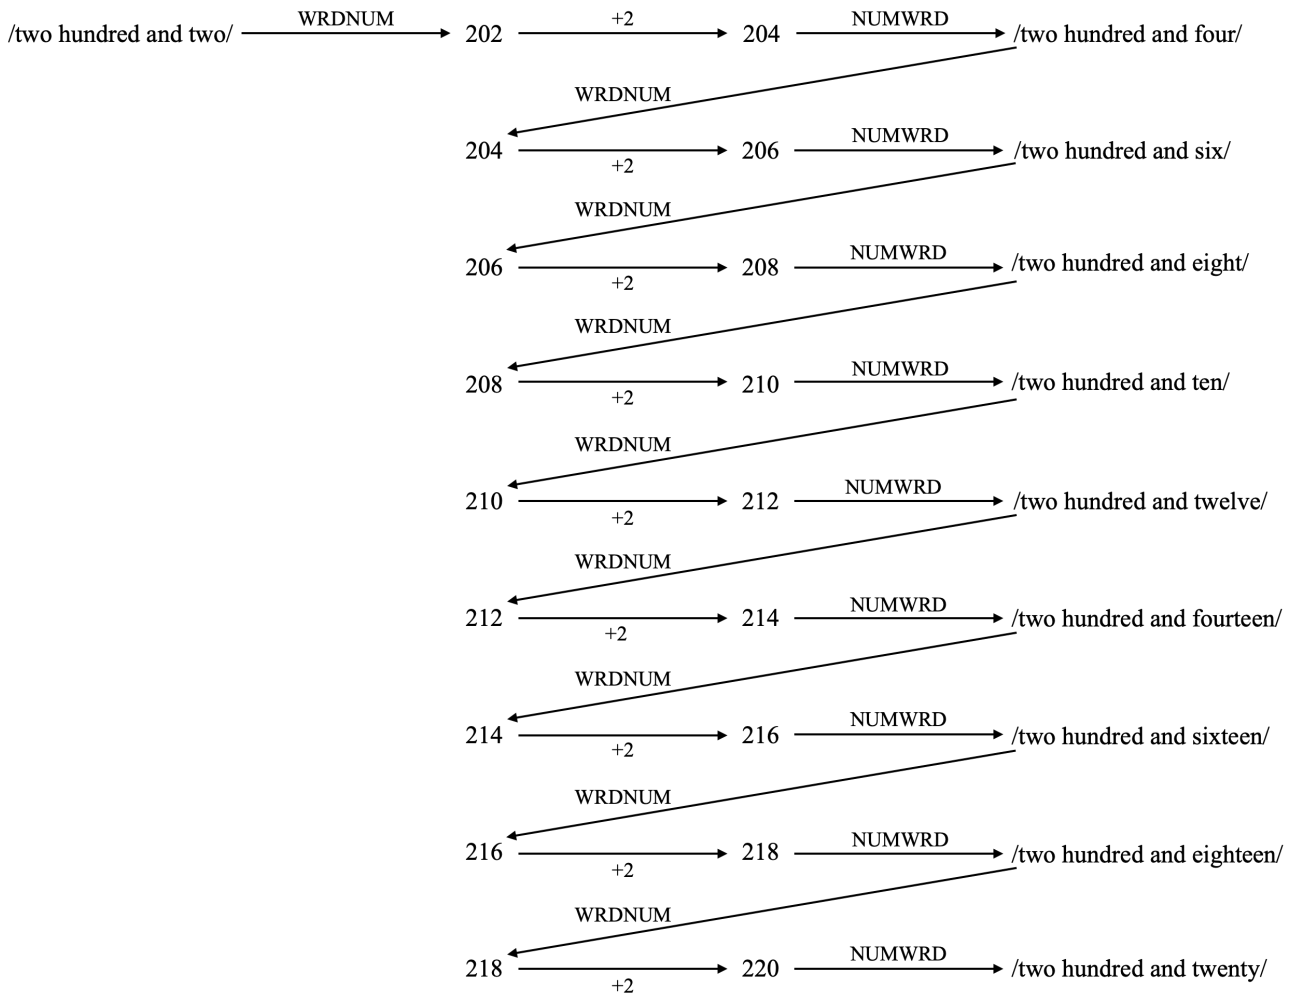 /two hundred and two/ WRDNUM 202 +2 204 NUMWRD /two hundred and four/
WRDNUM
204 +2 206 NUMWRD /two hundred and six/
WRDNUM
206 +2 208 NUMWRD /two hundred and eight/
WRDNUM
208 +2 210 NUMWRD /two hundred and ten/
WRDNUM
210 +2 212 NUMWRD /two hundred and twelve/
WRDNUM
212 +2 214 NUMWRD /two hundred and fourteen/
WRDNUM
214 +2 216 NUMWRD /two hundred and sixteen/
WRDNUM
216 +2 218 NUMWRD /two hundred and eighteen/
WRDNUM
218 +2 220 NUMWRD /two hundred and twenty/